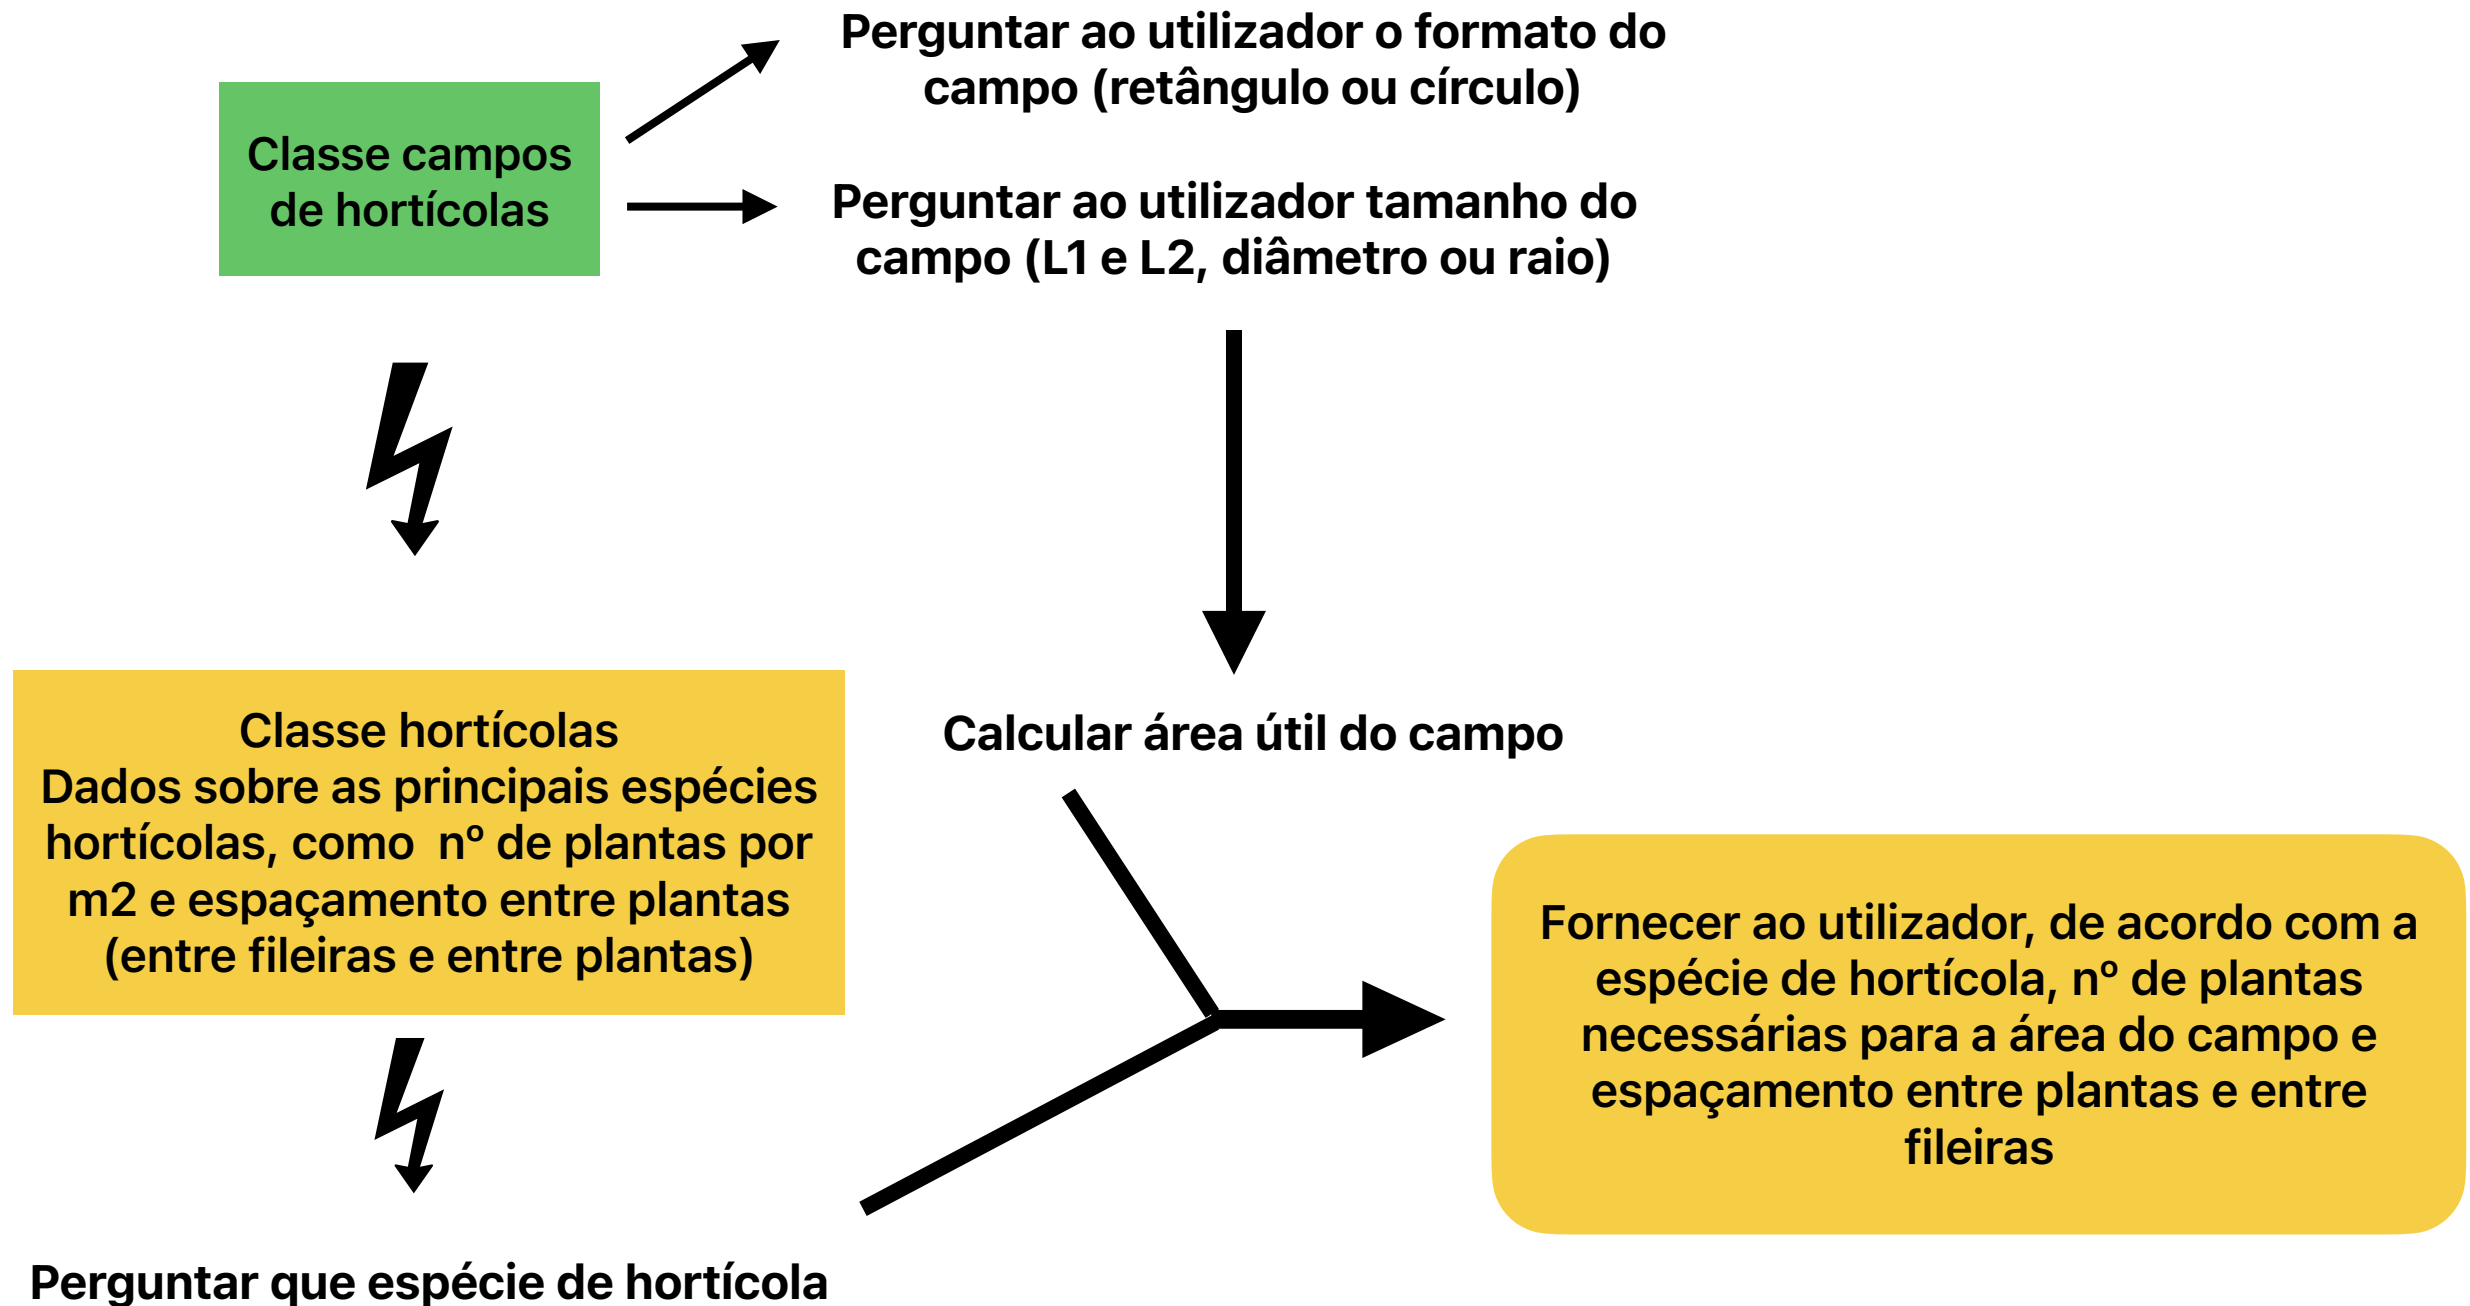 Perguntar ao utilizador o formato do
campo (retângulo ou círculo)
Classe campos
de hortícolas
Perguntar ao utilizador tamanho do
campo (L1 e L2, diâmetro ou raio)
Classe hortícolas
Dados sobre as principais espécies
hortícolas, como  nº de plantas por
m2 e espaçamento entre plantas
(entre fileiras e entre plantas)
Calcular área útil do campo
Fornecer ao utilizador, de acordo com a
espécie de hortícola, nº de plantas
necessárias para a área do campo e
espaçamento entre plantas e entre
fileiras
Perguntar que espécie de hortícola